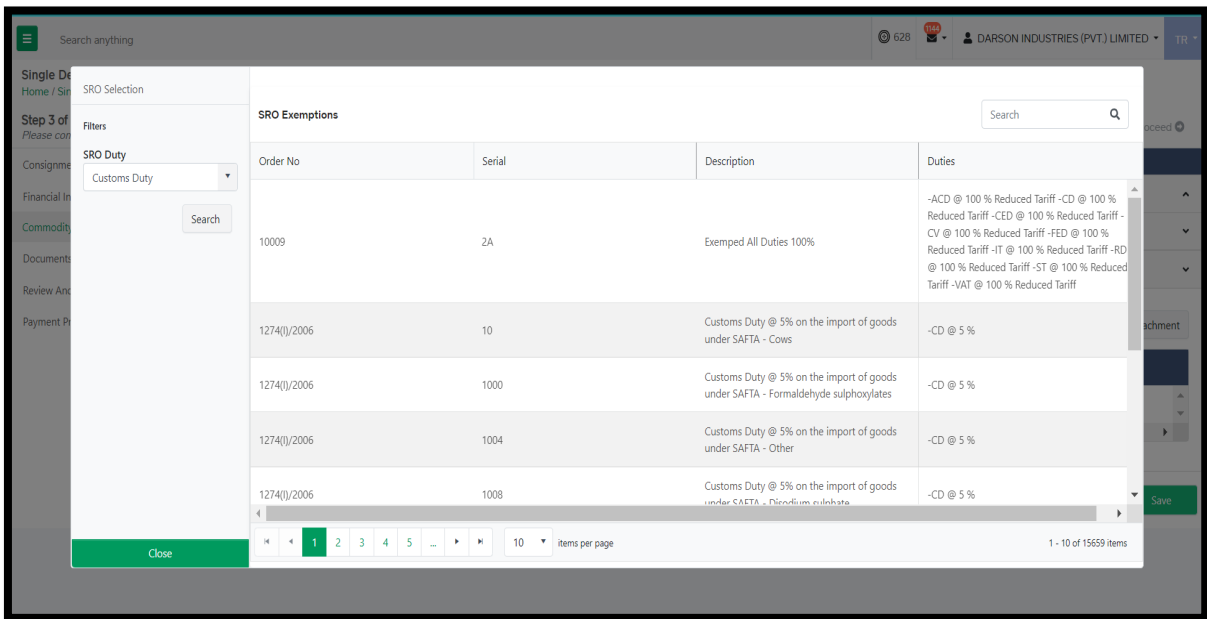 Search anything
628
1144
DARSON INDUSTRIES (PVT.) LIMITED
TR
Single De
Home / Sin
Step 3 of
Please con
oceed
Consignme
Financial In
Commodity
Documents
Review And
Payment Pr
achment
Save
SRO Selection
Filters
SRO Duty
Customs Duty
Search
Close
SRO Exemptions
Search
Order No
Serial
Description
Duties
10009
2A
Exemped All Duties 100%
-ACD @ 100 % Reduced Tariff -CD @ 100 %
Reduced Tariff -CED @ 100 % Reduced Tariff -
CV @ 100 % Reduced Tariff -FED @ 100 %
Reduced Tariff -IT @ 100 % Reduced Tariff -RD
@ 100 % Reduced Tariff -ST @ 100 % Reduced
Tariff -VAT @ 100 % Reduced Tariff
1274(I)/2006
10
Customs Duty @ 5% on the import of goods
under SAFTA - Cows
-CD @ 5 %
1274(I)/2006
1000
Customs Duty @ 5% on the import of goods
under SAFTA - Formaldehyde sulphoxylates
-CD @ 5 %
1274(I)/2006
1004
Customs Duty @ 5% on the import of goods
under SAFTA - Other
-CD @ 5 %
1274(I)/2006
1008
Customs Duty @ 5% on the import of goods
under SAFTA - Disodium sulphate
-CD @ 5 %
1 2 3 4 5 ...
10 items per page
1 - 10 of 15659 items